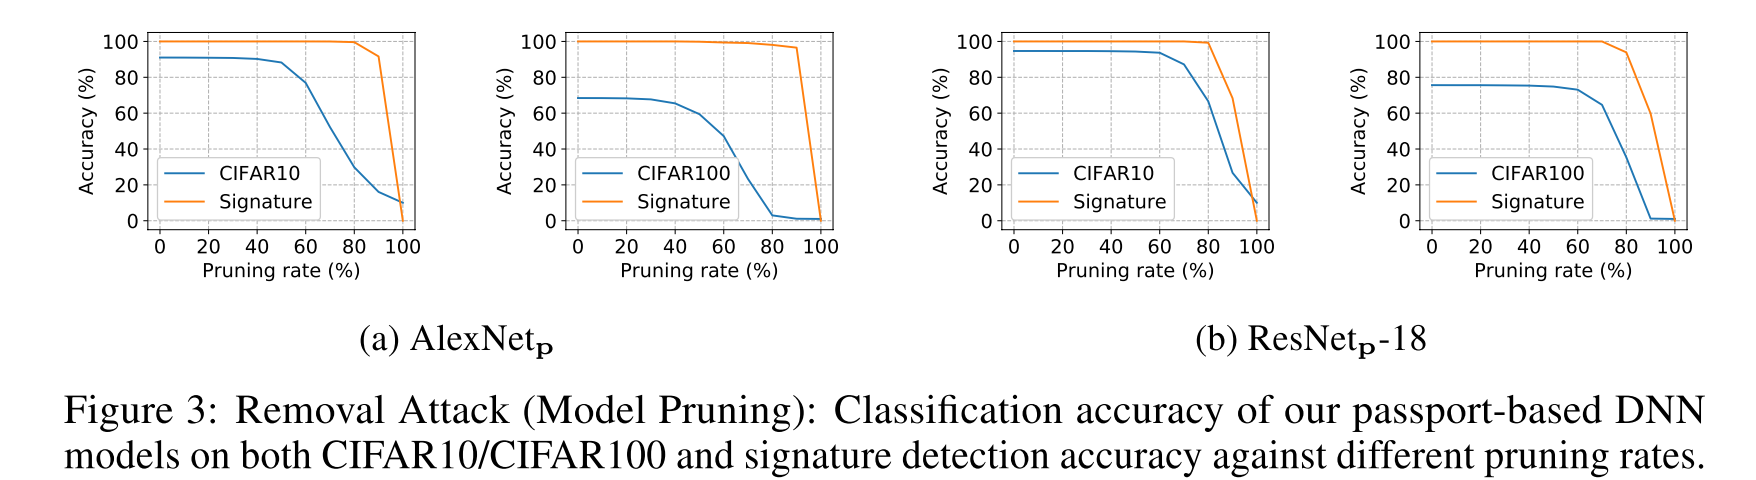 100
80
60
40
20
0
Accuracy (%)
CIFAR10
Signature
0 20 40 60 80 100
Pruning rate (%)
100
80
60
40
20
0
Accuracy (%)
CIFAR100
Signature
0 20 40 60 80 100
Pruning rate (%)
(a) AlexNetp
100
80
60
40
20
0
Accuracy (%)
CIFAR10
Signature
0 20 40 60 80 100
Pruning rate (%)
100
80
60
40
20
0
Accuracy (%)
CIFAR100
Signature
0 20 40 60 80 100
Pruning rate (%)
(b) ResNetp-18
Figure 3: Removal Attack (Model Pruning): Classification accuracy of our passport-based DNN
models on both CIFAR10/CIFAR100 and signature detection accuracy against different pruning rates.